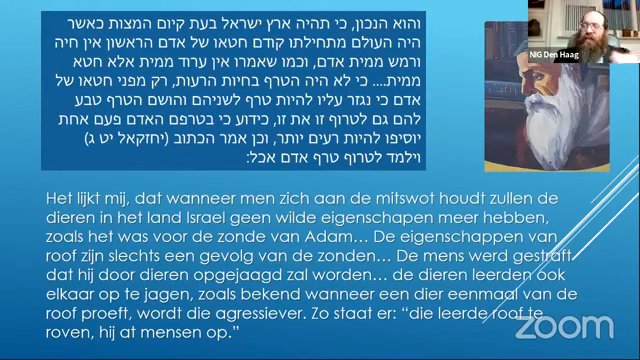 והוא הנכון, כי תהיה ארץ ישראל בעת קיום המצות כאשר
היה העולם מתחילתו קודם חטאו של אדם הראשון אין חיה
ורמש ממית אדם, וכמו שאמרו אין ערוד ממית אלא חטא
ממית.... כי לא היה הטרף בחיות הרעות, רק מפני חטאו של
אדם כי נגזר עליו להיות טרף לשניהם והושם הטרף טבע
להם גם לטרוף זו את זו, כידוע כי בטרפם האדם פעם אחת
יוסיפו להיות רעים יותר, וכן אמר הכתוב (יחזקאל יט ג)
וילמד לטרוף טרף אדם אכל:
NIG Den Haag
Het lijkt mij, dat wanneer men zich aan de mitswot houdt zullen de
dieren in het land Israel geen wilde eigenschappen meer hebben,
zoals het was voor de zonde van Adam... De eigenschappen van
roof zijn slechts een gevolg van de zonden... De mens werd gestraft
dat hij door dieren opgejaagd zal worden... de dieren leerden ook
elkaar op te jagen, zoals bekend wanneer een dier eenmaal van de
roof proeft, wordt die agressiever. Zo staat er: “die leerde roof te
roven, hij at mensen op.”
zoom